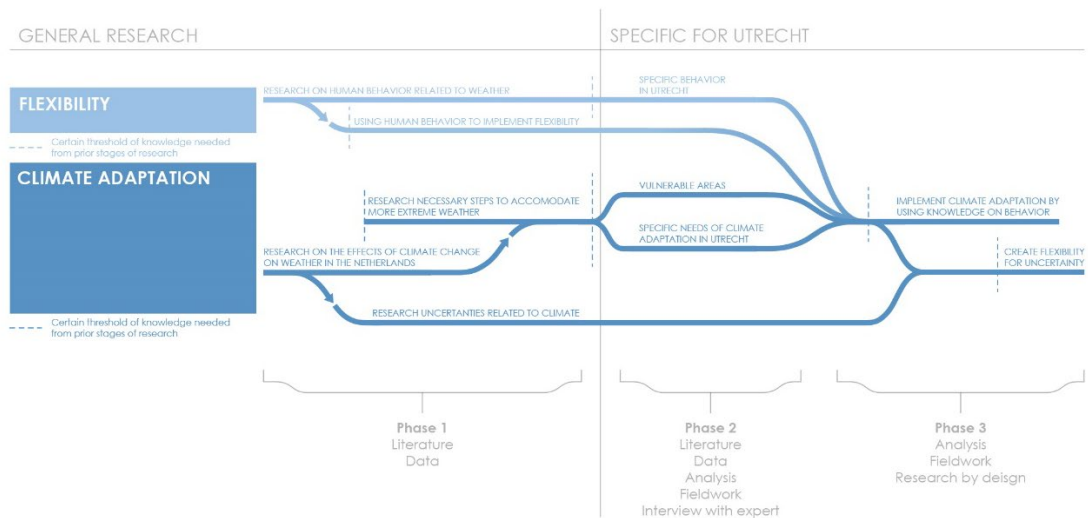 GENERAL RESEARCH
SPECIFIC FOR UTRECHT
FLEXIBILITY
RESEARCH ON HUMAN BEHAVIOR RELATED TO WEATHER
SPECIFIC BEHAVIOR
IN UTRECHT
USING HUMAN BEHAVIOR TO IMPLEMENT FLEXIBILITY
Certain threshold of knowledge needed
from prior stages of research
CLIMATE ADAPTATION
RESEARCH NECESSARY STEPS TO ACCOMODATE
MORE EXTREME WEATHER
VULNERABLE AREAS
IMPLEMENT CLIMATE ADAPTATION BY
USING KNOWLEDGE ON BEHAVIOR
SPECIFIC NEEDS OF CLIMATE
ADAPTATION IN UTRECHT
RESEARCH ON THE EFFECTS OF CLIMATE CHANGE
ON WEATHER IN THE NETHERLANDS
CREATE FLEXIBILITY
FOR UNCERTAINTY
RESEARCH UNCERTANTIES RELATED TO CLIMATE
Certain threshold of knowledge needed
from prior stages of research
Phase 1
Literature
Data
Phase 2
Literature
Data
Analysis
Fieldwork
Interview with expert
Phase 3
Analysis
Fieldwork
Research by deisgn